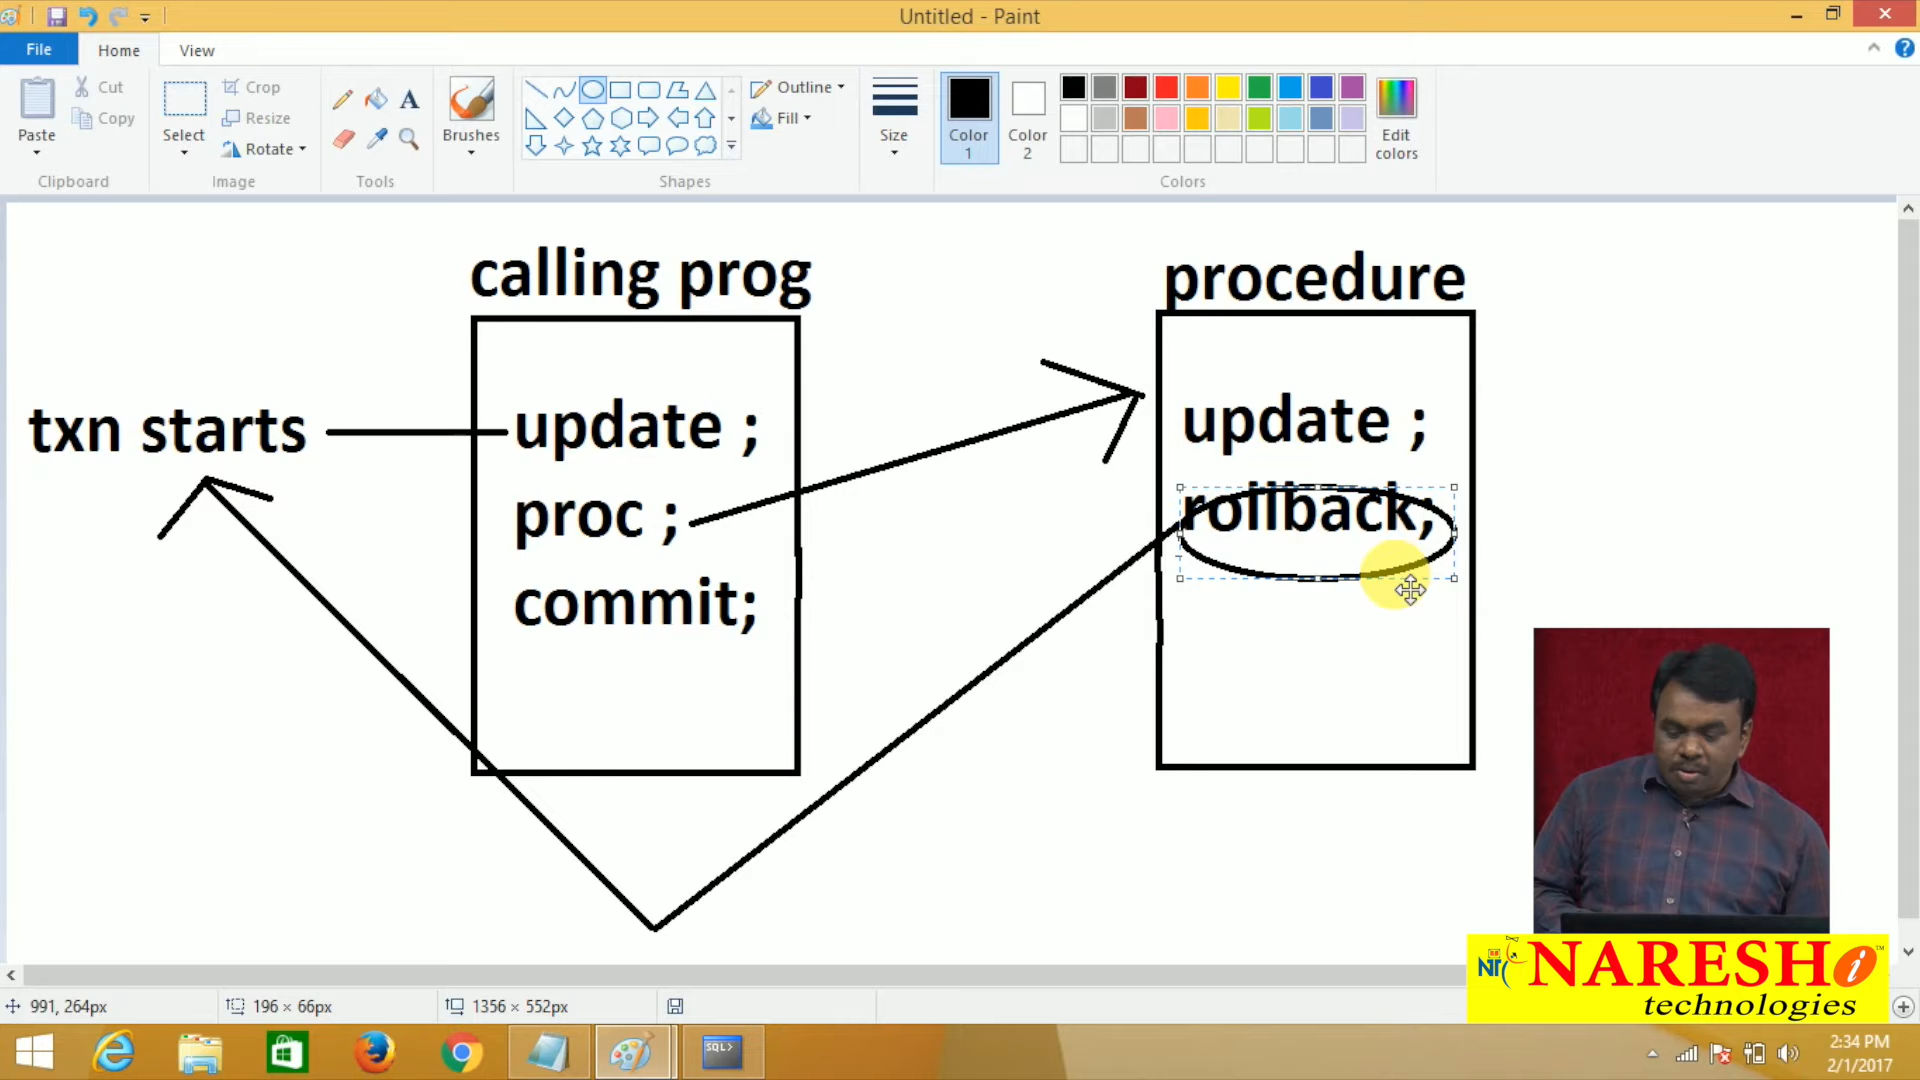 Untitled - Paint
File
Home
View
Paste
Cut
Copy
Clipboard
Select
Crop
Resize
Rotate
Image
Tools
Brushes
Outline
Fill
Shapes
Size
Color 1
Color 2
Edit colors
Colors
calling prog
procedure
txn starts
update ;
proc ;
commit;
update ;
rollback;
NARESH i ™
technologies
991, 264px
196 × 66px
1356 × 552px
SQL>
2:34 PM
2/1/2017